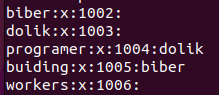 biber:x:1002:
dolik:x:1003:
programer:x:1004:dolik
buiding:x:1005:biber
workers:x:1006: